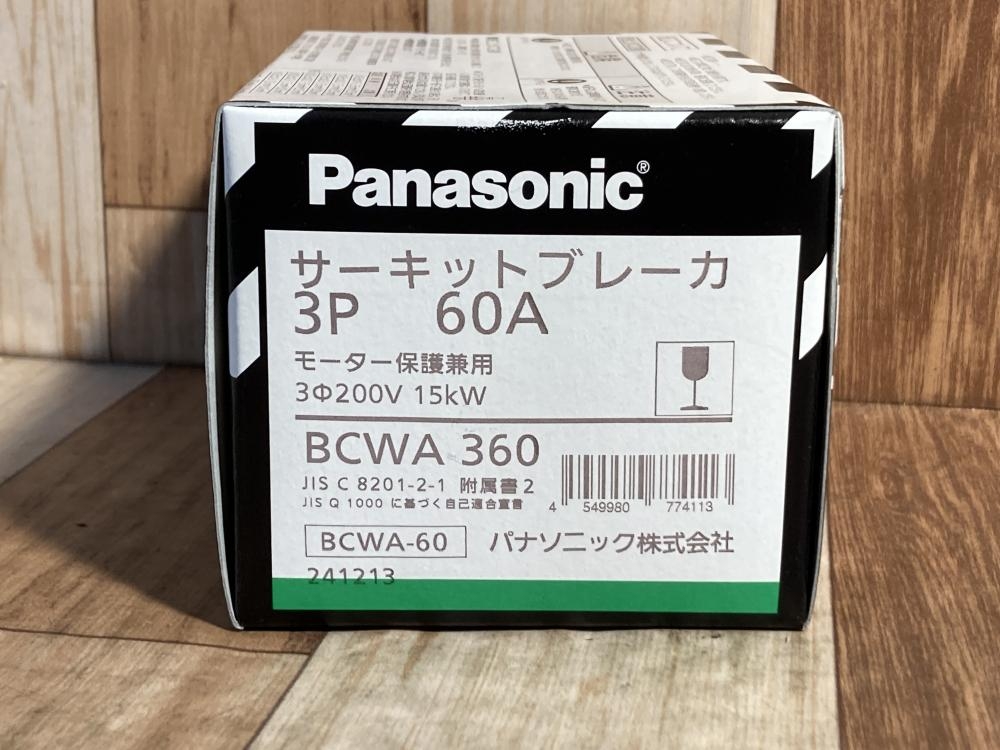 Panasonic®
サーキットブレーカ
3P 60A
モーター保護兼用
3Φ200V 15kW
BCWA 360
JIS C 8201-2-1 附属書2
JIS Q 1000 に基づく自己適合宣言
4 549980 774113
BCWA-60 パナソニック株式会社
241213